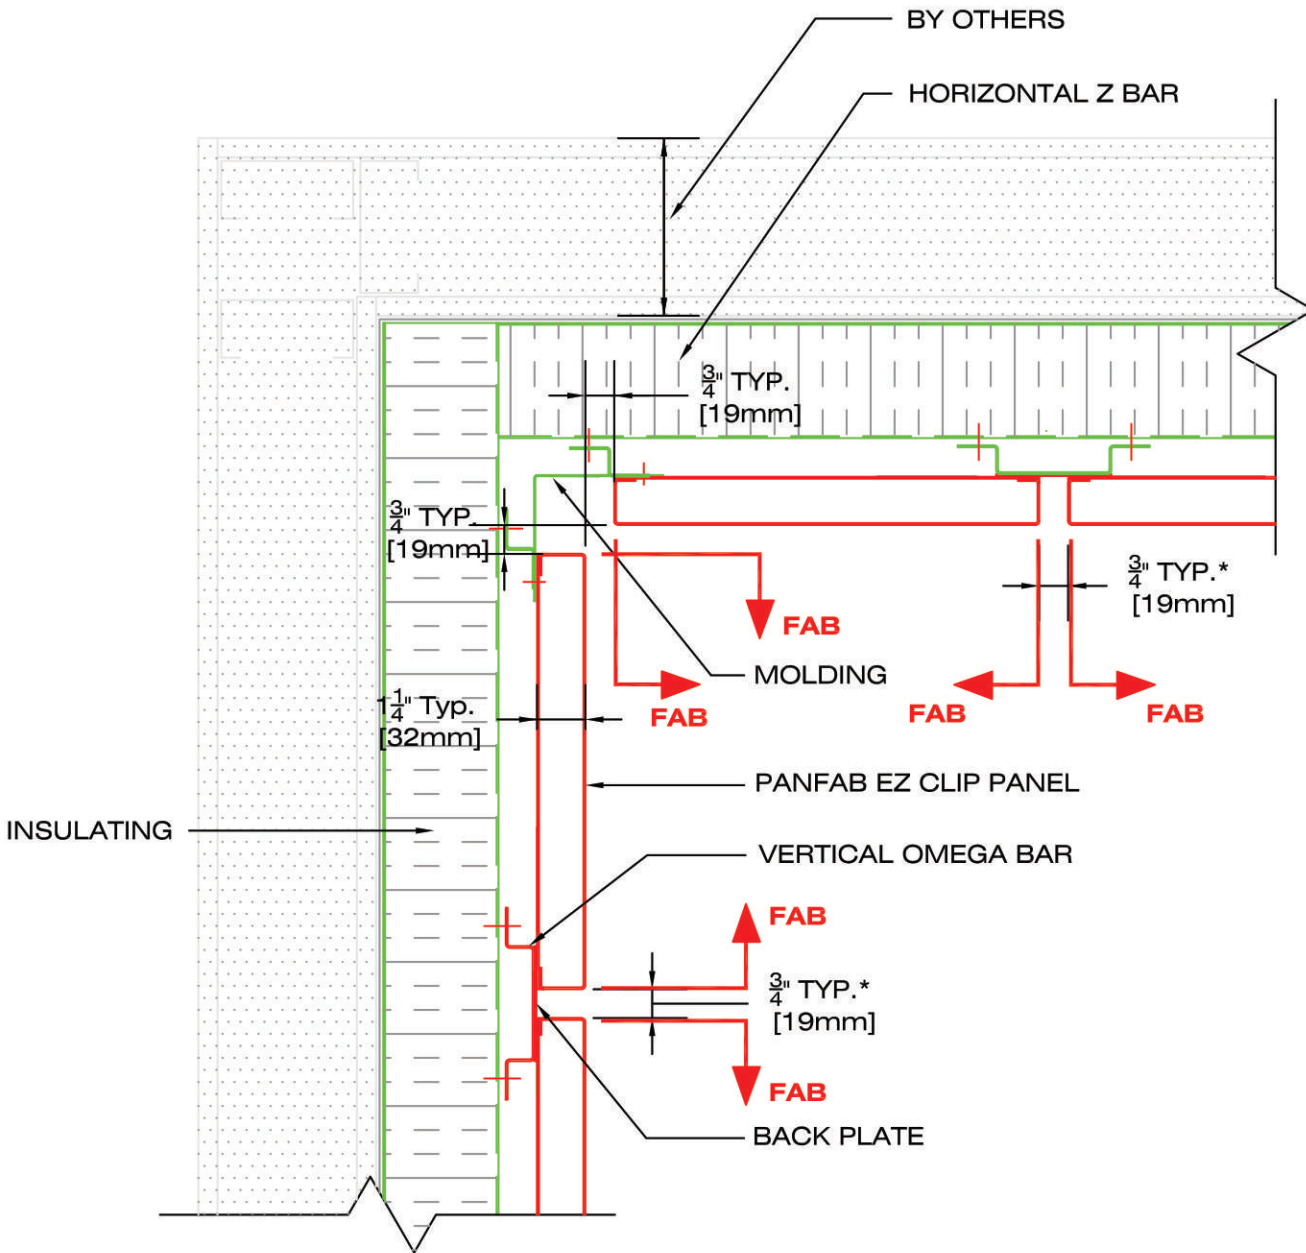 BY OTHERS
HORIZONTAL Z BAR
3/4" TYP.
[19mm]
3/4" TYP.
[19mm]
3/4" TYP.*
[19mm]
FAB
MOLDING
FAB
FAB
FAB
1 1/4" Typ.
[32mm]
PANFAB EZ CLIP PANEL
INSULATING
VERTICAL OMEGA BAR
FAB
3/4" TYP.*
[19mm]
FAB
BACK PLATE